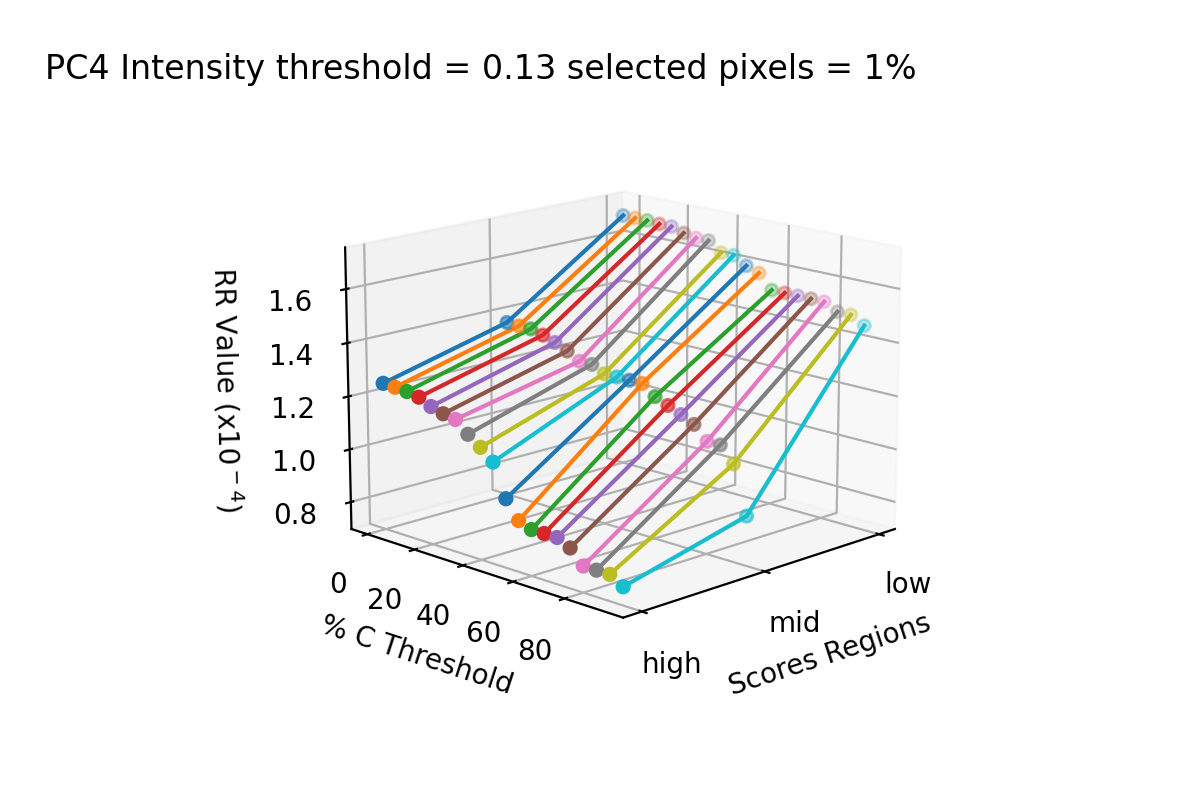 PC4 Intensity threshold = 0.13 selected pixels = 1%
RR Value (x10⁻⁴)
1.6
1.4
1.2
1.0
0.8
0
20
40
60
80
% C Threshold
high
mid
low
Scores Regions